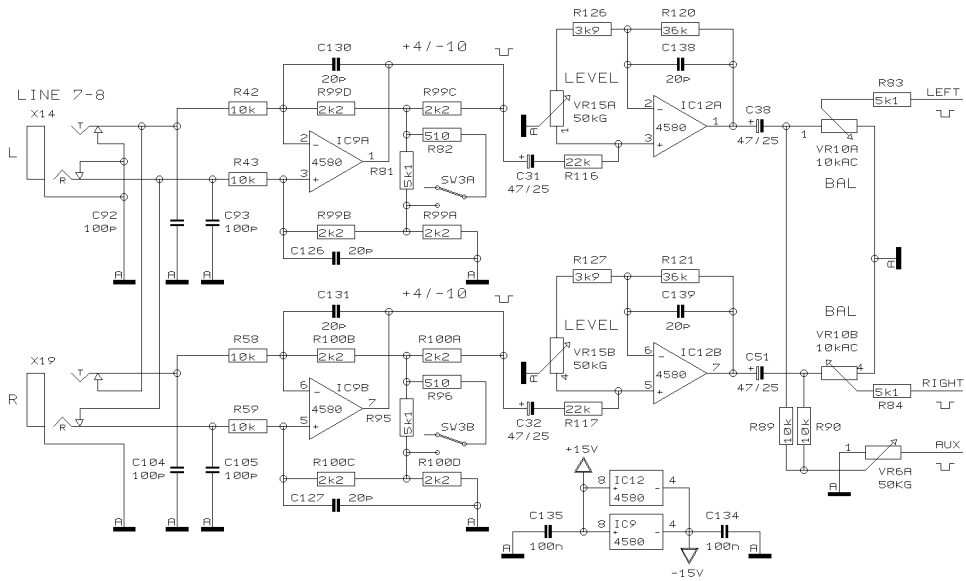 R126
3k9
R120
36k
C130
20p
+4/-10
C138
20p
LEVEL
VR15A
50kG
A
1
2
3
IC12A
4580
1
C38
+
47/25
R83
5k1
LEFT
1
VR10A
10kAC
BAL
LINE 7-8
X14
L
T
R
R42
10k
R99D
2k2
R99C
2k2
2
3
IC9A
4580
1
R81
5k1
510
R82
SW3A
R43
10k
C31
+
47/25
22k
R116
C92
100p
C93
100p
R99B
2k2
R99A
2k2
C126
20p
A
A
A
A
A
R127
3k9
R121
36k
C131
20p
+4/-10
C139
20p
LEVEL
VR15B
50kG
A
4
6
5
IC12B
4580
7
C51
+
47/25
BAL
VR10B
10kAC
4
5k1
R84
RIGHT
X19
R
T
R
R58
10k
R100B
2k2
R100A
2k2
6
5
IC9B
4580
7
R95
5k1
510
R96
SW3B
R59
10k
C32
+
47/25
22k
R117
R89
10k
10k
R90
AUX
1
VR6A
50KG
A
C104
100p
C105
100p
R100C
2k2
R100D
2k2
C127
20p
A
A
A
+15V
8
+
IC12
-
4
4580
C135
100n
A
8
+
IC9
-
4
4580
C134
100n
A
-15V